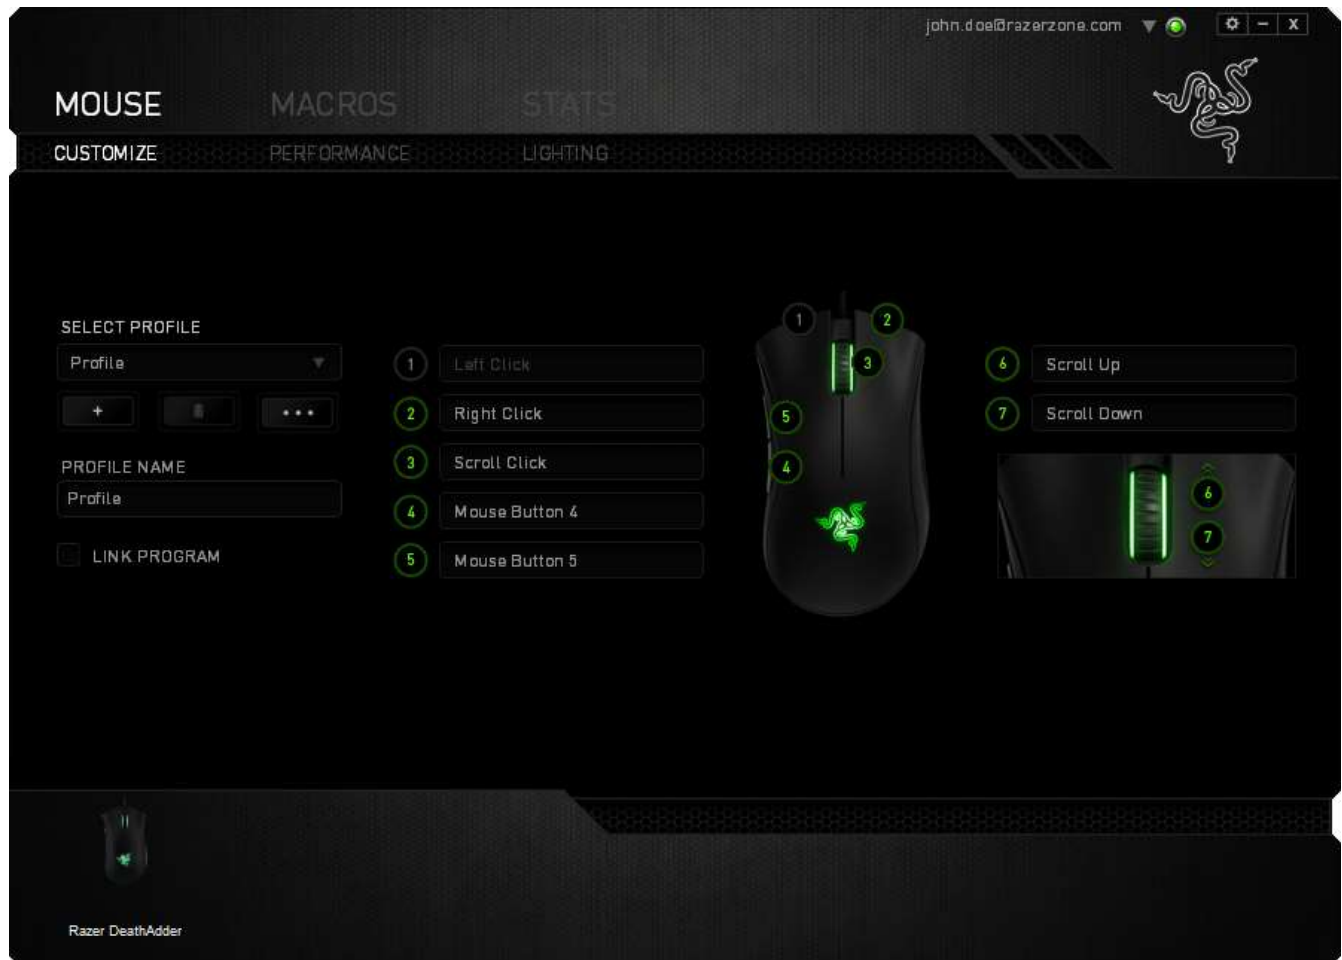 john.doe@razerzone.com
X
MOUSE
MACROS
STATS
CUSTOMIZE
PERFORMANCE
LIGHTING
SELECT PROFILE
Profile
PROFILE NAME
Profile
LINK PROGRAM
1 Left Click
2 Right Click
3 Scroll Click
4 Mouse Button 4
5 Mouse Button 5
1
2
3
5
4
6 Scroll Up
7 Scroll Down
6
7
Razer DeathAdder